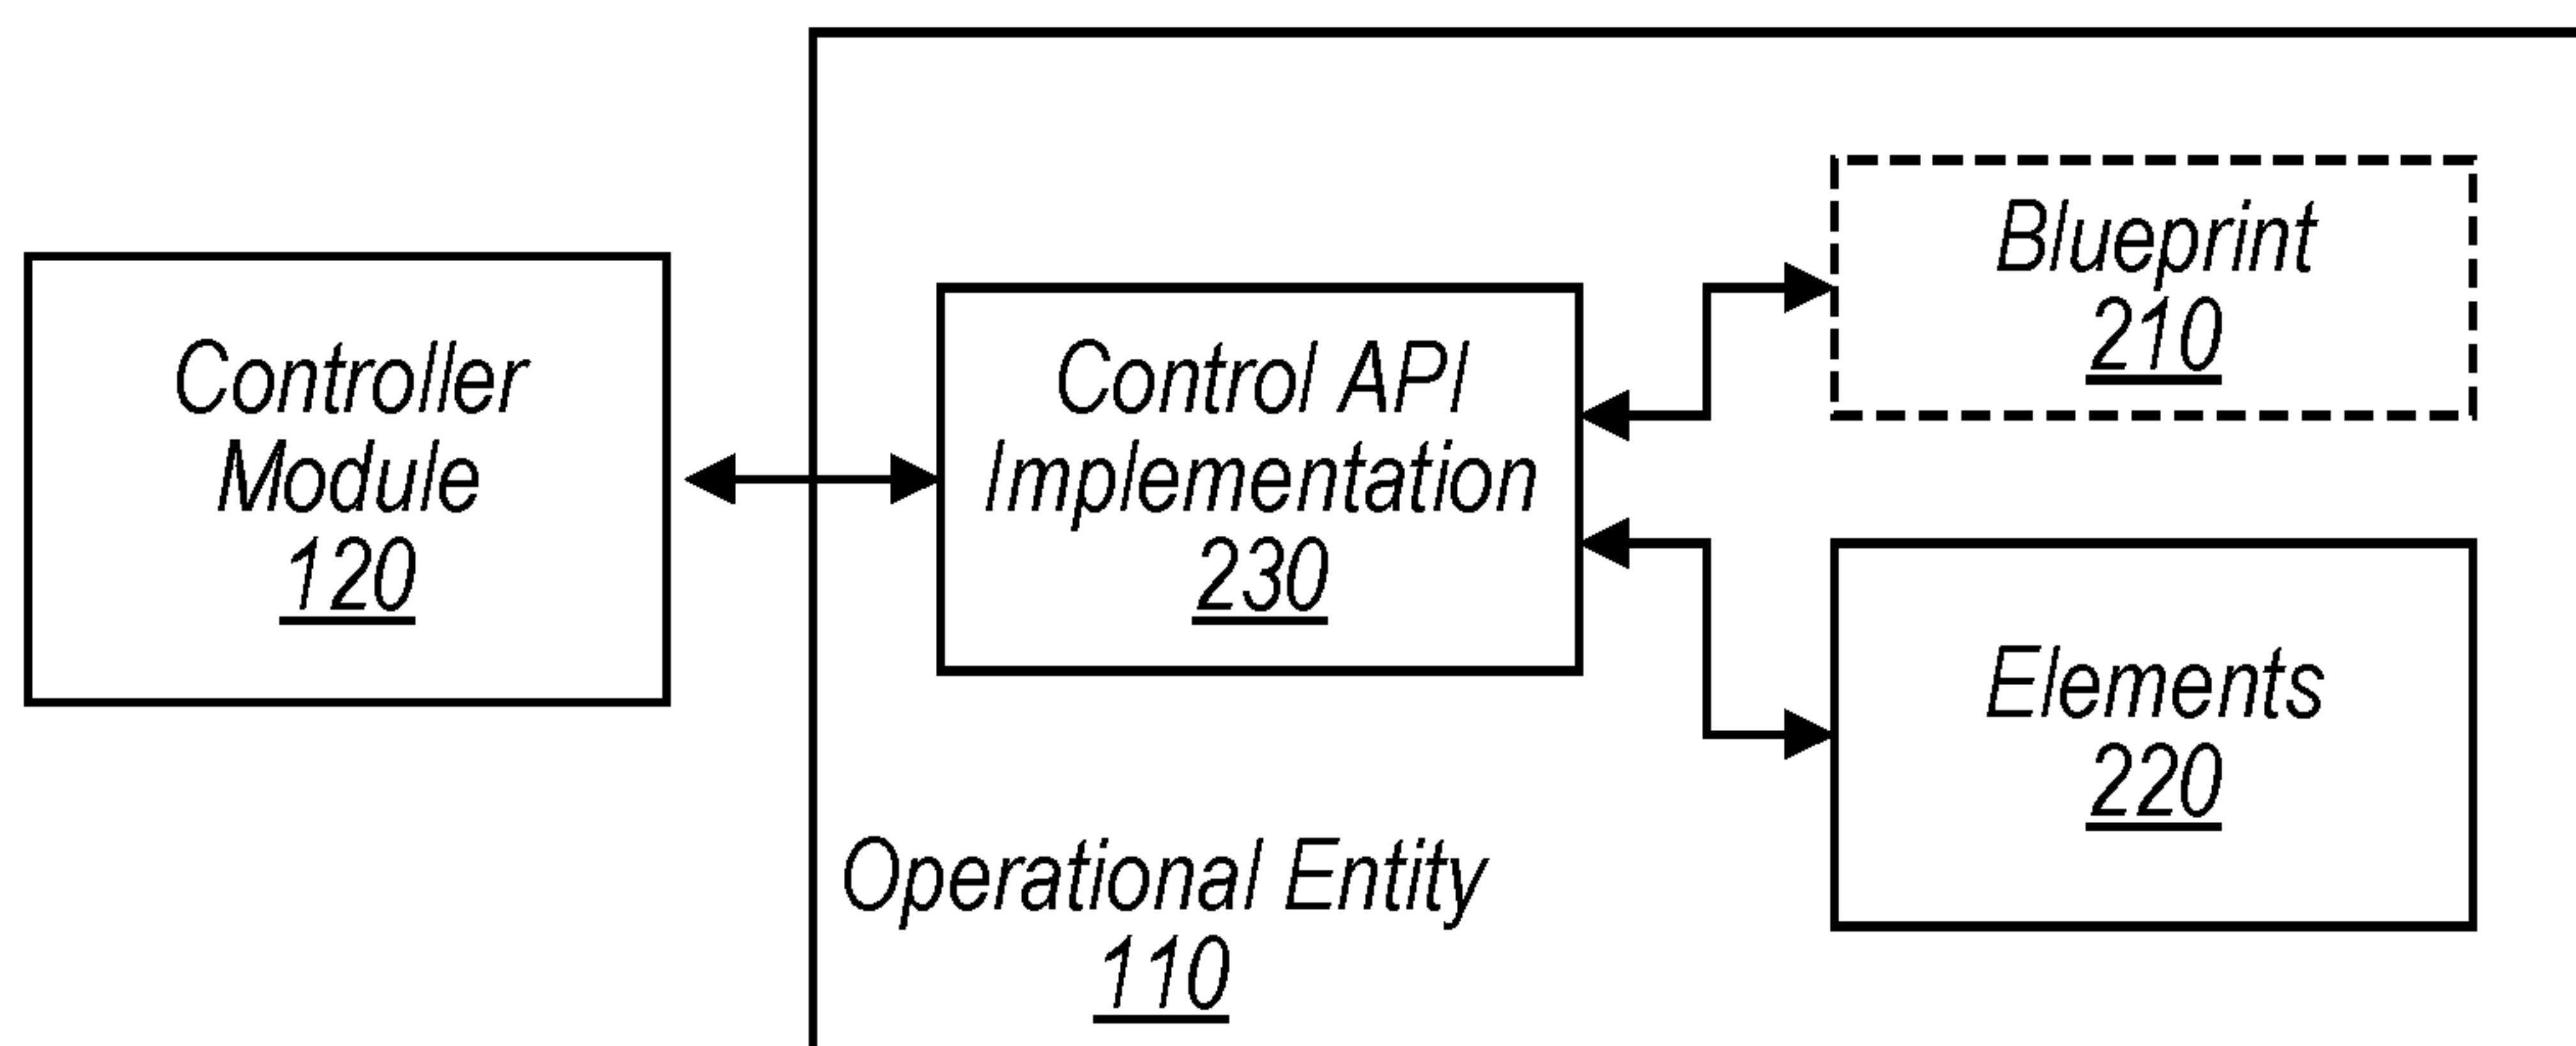 Controller
Module
120
Control API
Implementation
230
Blueprint
210
Elements
220
Operational Entity
110